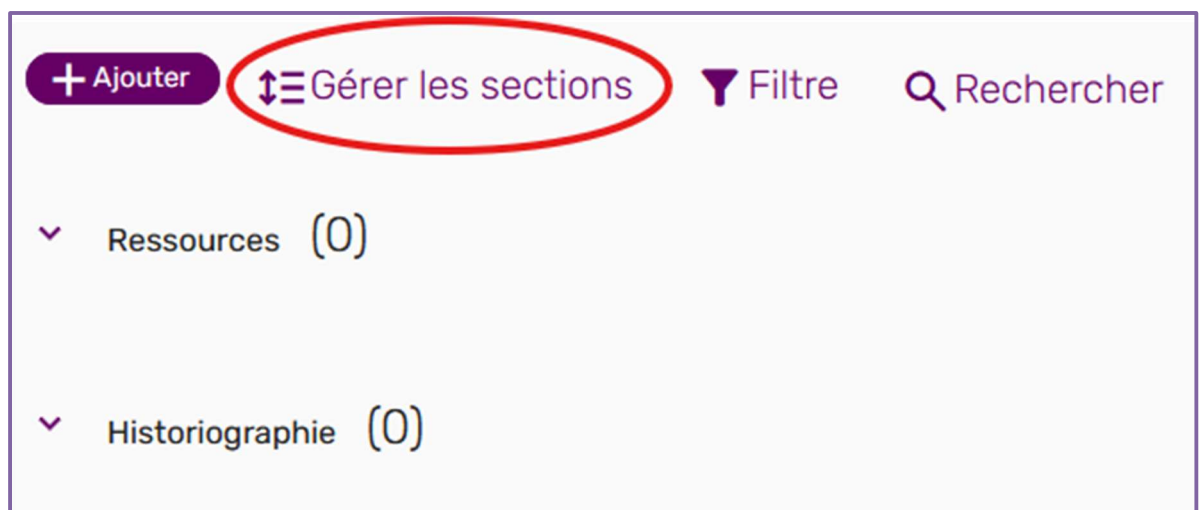 Ajouter Gérer les sections Filtre Rechercher
Ressources (0)
Historiographie (0)